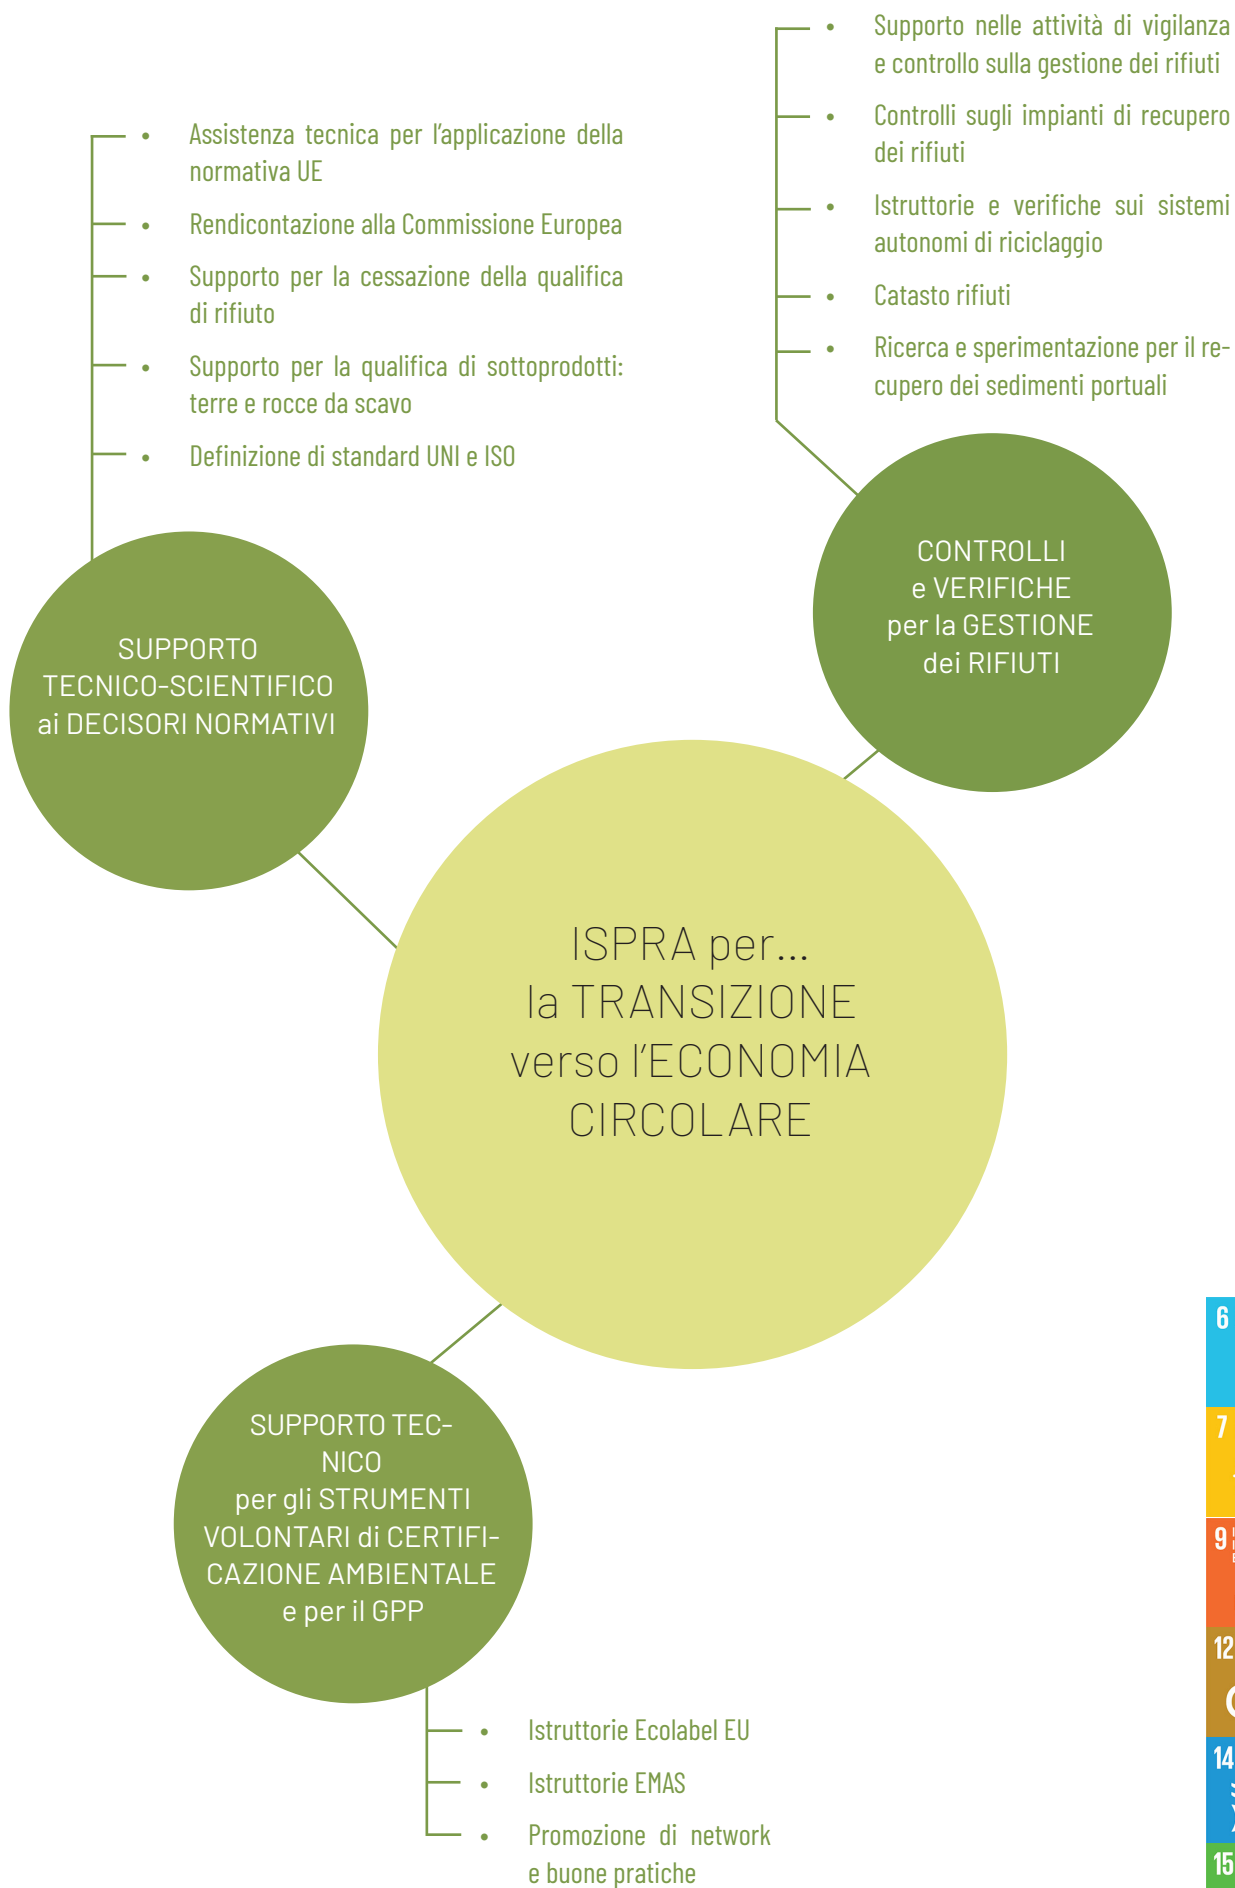 Supporto nelle attività di vigilanza
e controllo sulla gestione dei rifiuti
Controlli sugli impianti di recupero
dei rifiuti
Istruttorie e verifiche sui sistemi
autonomi di riciclaggio
Catasto rifiuti
Ricerca e sperimentazione per il re-
cupero dei sedimenti portuali
Assistenza tecnica per l'applicazione della
normativa UE
Rendicontazione alla Commissione Europea
Supporto per la cessazione della qualifica
di rifiuto
Supporto per la qualifica di sottoprodotti:
terre e rocce da scavo
Definizione di standard UNI e ISO
CONTROLLI
e VERIFICHE
per la GESTIONE
dei RIFIUTI
SUPPORTO
TECNICO-SCIENTIFICO
ai DECISORI NORMATIVI
ISPRA per...
la TRANSIZIONE
verso l'ECONOMIA
CIRCOLARE
SUPPORTO TEC-
NICO
per gli STRUMENTI
VOLONTARI di CERTIFI-
CAZIONE AMBIENTALE
e per il GPP
Istruttorie Ecolabel EU
Istruttorie EMAS
Promozione di network
e buone pratiche
6
7
9
12
14
15